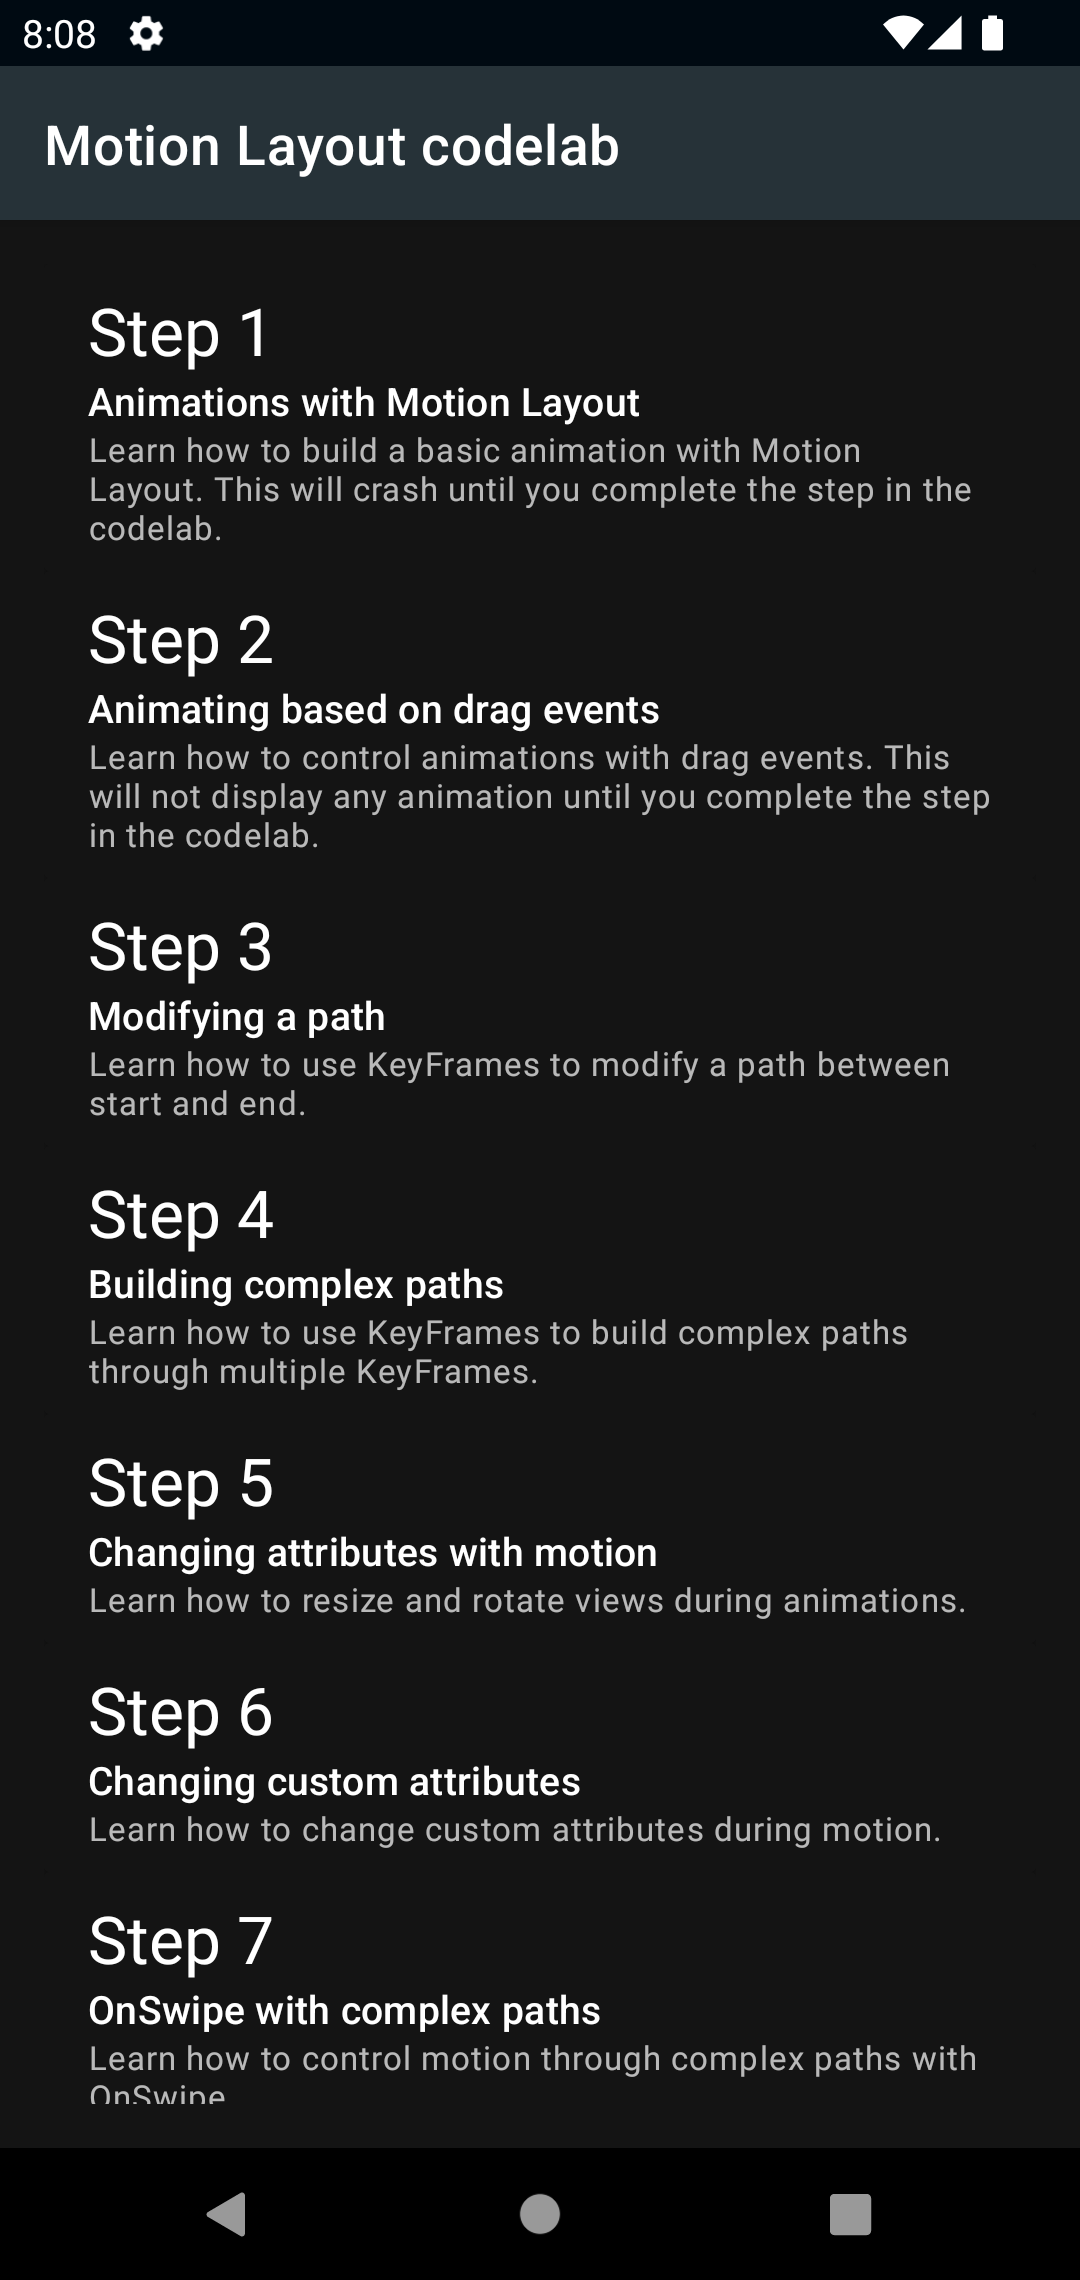 8:08
Motion Layout codelab
Step 1
Animations with Motion Layout
Learn how to build a basic animation with Motion
Layout. This will crash until you complete the step in the
codelab.
Step 2
Animating based on drag events
Learn how to control animations with drag events. This
will not display any animation until you complete the step
in the codelab.
Step 3
Modifying a path
Learn how to use KeyFrames to modify a path between
start and end.
Step 4
Building complex paths
Learn how to use KeyFrames to build complex paths
through multiple KeyFrames.
Step 5
Changing attributes with motion
Learn how to resize and rotate views during animations.
Step 6
Changing custom attributes
Learn how to change custom attributes during motion.
Step 7
OnSwipe with complex paths
Learn how to control motion through complex paths with
OnSwipe